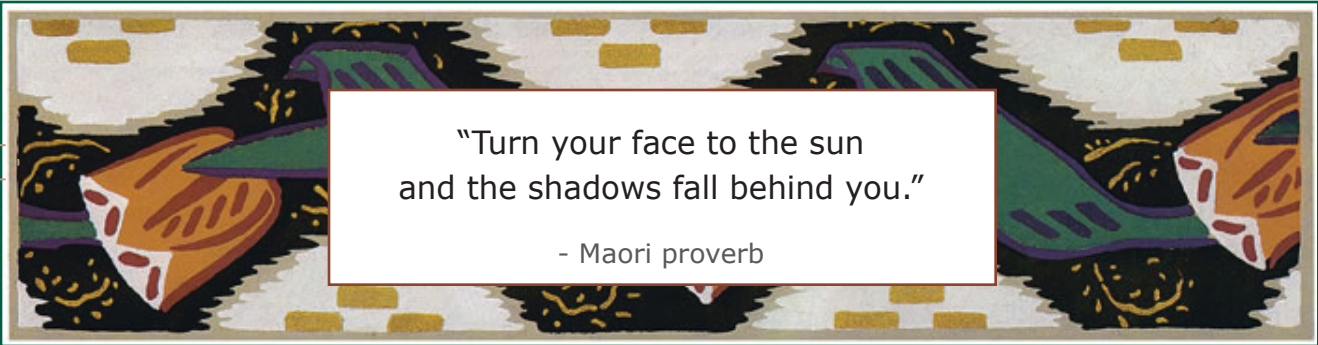 “Turn your face to the sun
and the shadows fall behind you.”
- Maori proverb